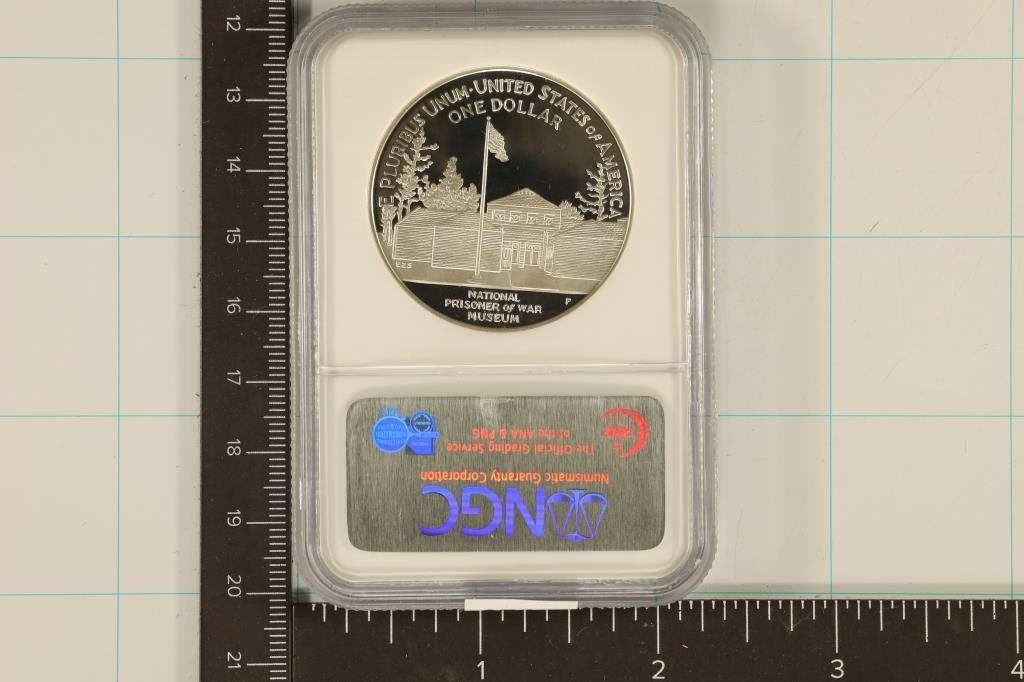 E PLURIBUS UNUM · UNITED STATES OF AMERICA
ONE DOLLAR
NATIONAL
PRISONER of WAR
MUSEUM
P
NGC
Numismatic Guaranty Corporation
The Official Grading Service
of the ANA & PNG
12
13
14
15
16
17
18
19
20
21
1
2
3
4